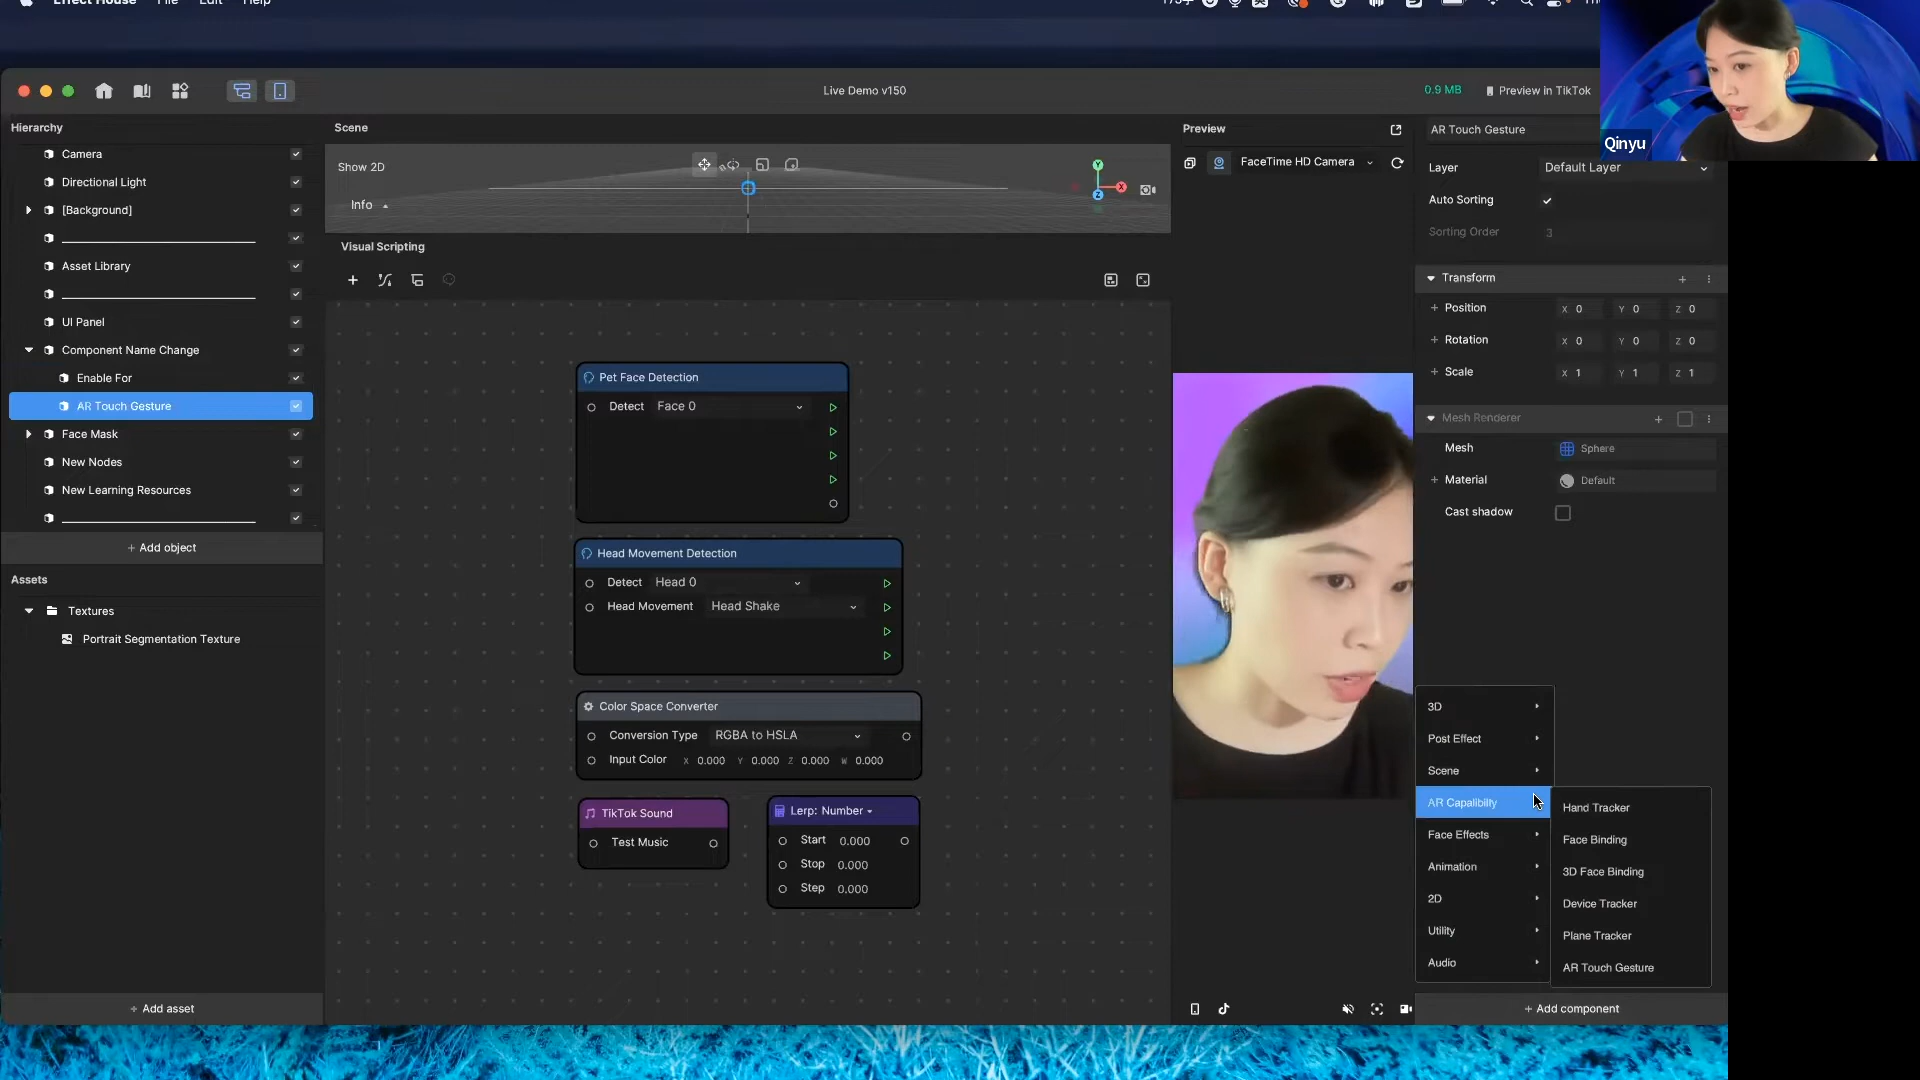 Effect House File Edit Help
Live Demo v150
0.9 MB
Preview in TikTok
Qinyu
Hierarchy
Camera
Directional Light
[Background]
Asset Library
UI Panel
Component Name Change
Enable For
AR Touch Gesture
Face Mask
New Nodes
New Learning Resources
+ Add object
Assets
Textures
Portrait Segmentation Texture
+ Add asset
Scene
Show 2D
Info
Y
X
Z
Visual Scripting
Pet Face Detection
Detect Face 0
Head Movement Detection
Detect Head 0
Head Movement Head Shake
Color Space Converter
Conversion Type RGBA to HSLA
Input Color X 0.000 Y 0.000 Z 0.000 W 0.000
TikTok Sound
Test Music
Lerp: Number
Start 0.000
Stop 0.000
Step 0.000
Preview
FaceTime HD Camera
AR Touch Gesture
Layer Default Layer
Auto Sorting
Sorting Order 3
Transform
Position X 0 Y 0 Z 0
Rotation X 0 Y 0 Z 0
Scale X 1 Y 1 Z 1
Mesh Renderer
Mesh Sphere
Material Default
Cast shadow
3D
Post Effect
Scene
AR Capalibily
Face Effects
Animation
2D
Utility
Audio
Hand Tracker
Face Binding
3D Face Binding
Device Tracker
Plane Tracker
AR Touch Gesture
+ Add component